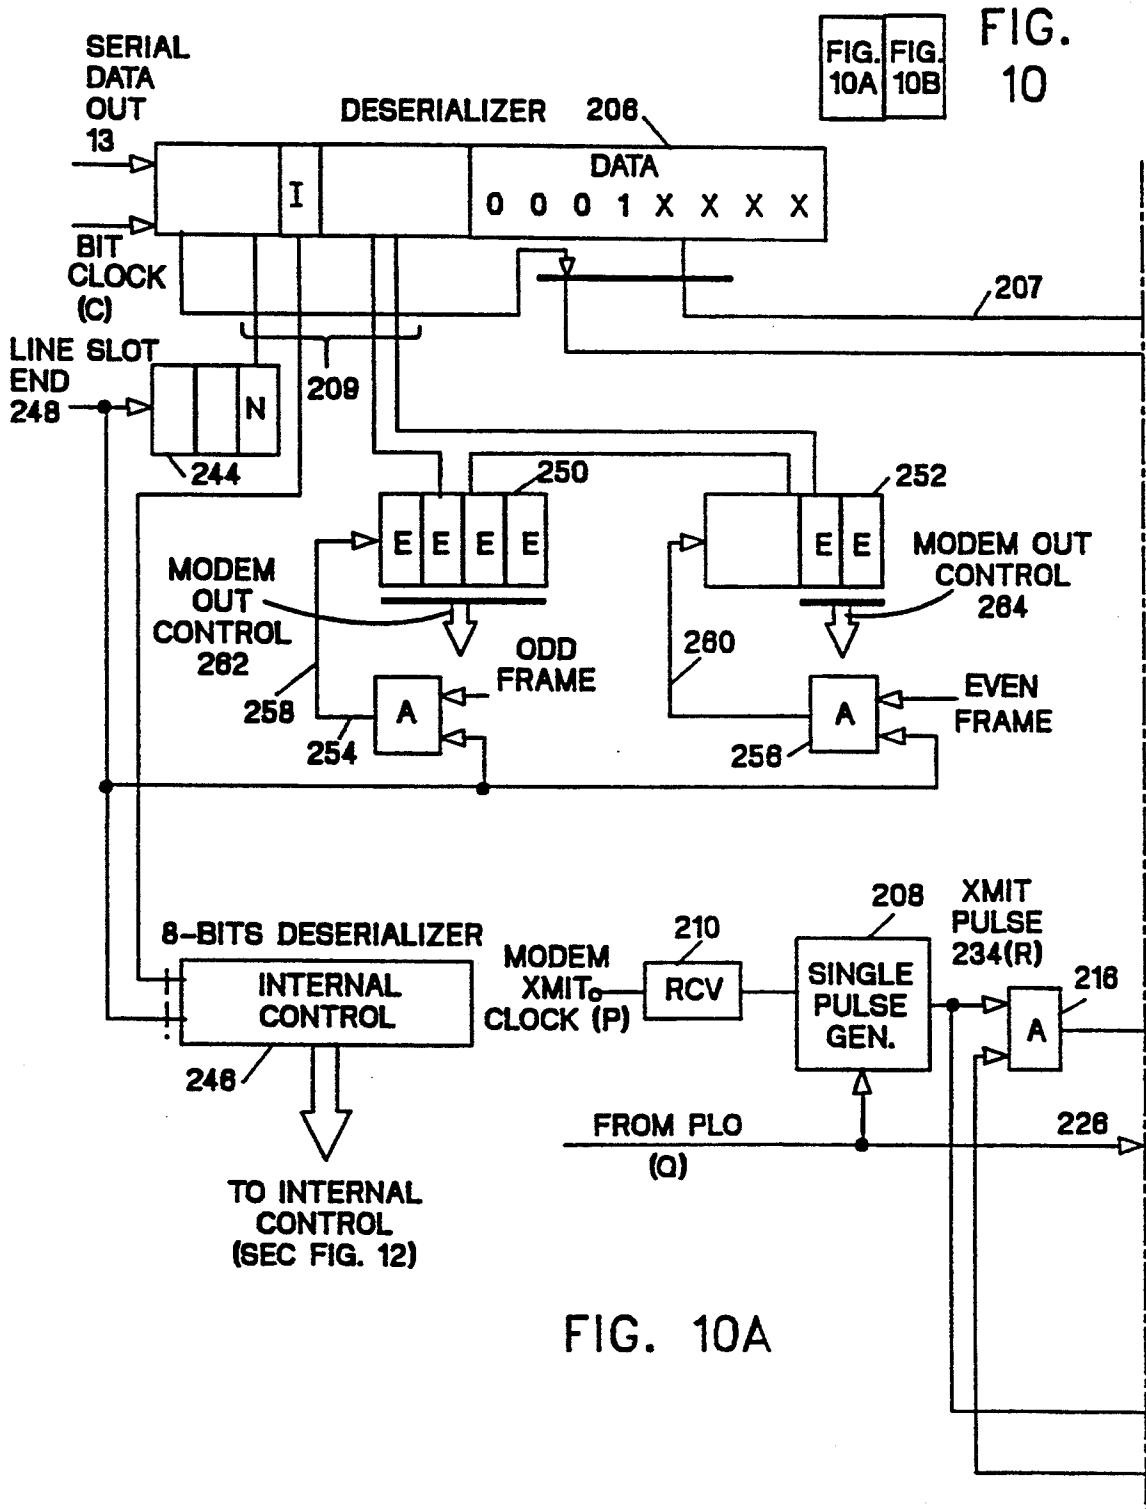 FIG.
10
FIG. FIG.
10A 10B
SERIAL
DATA
OUT
13
DESERIALIZER 206
I
DATA
0 0 0 1 X X X X
BIT
CLOCK
(C)
207
LINE SLOT
END
248
209
N
244
250
252
E E E E
E E
MODEM
OUT
CONTROL
262
MODEM OUT
CONTROL
264
ODD
FRAME
260
258
A
254
A
EVEN
FRAME
256
8-BITS DESERIALIZER
INTERNAL
CONTROL
246
MODEM
XMIT
CLOCK (P)
210
RCV
208
SINGLE
PULSE
GEN.
XMIT
PULSE
234(R)
216
A
FROM PLO
(Q)
226
TO INTERNAL
CONTROL
(SEC FIG. 12)
FIG. 10A